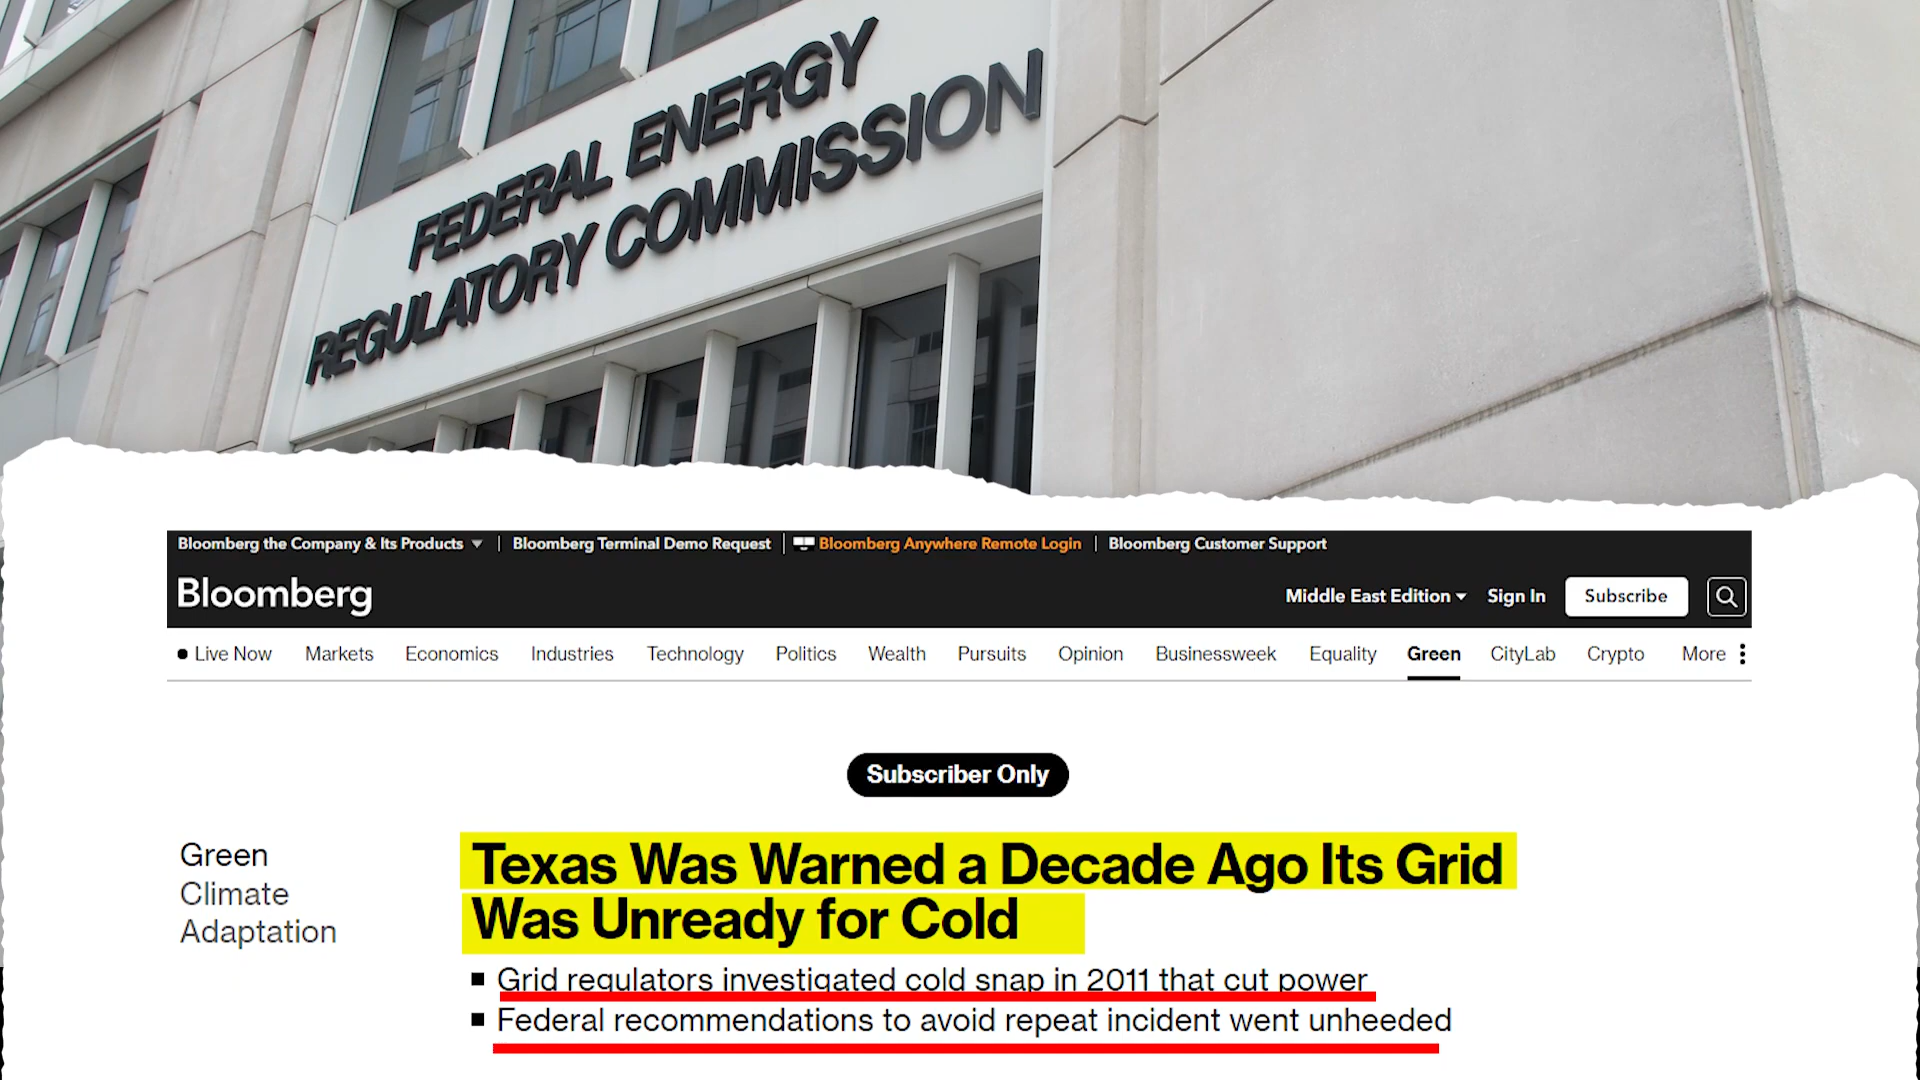 FEDERAL ENERGY
REGULATORY COMMISSION
Bloomberg the Company & Its Products | Bloomberg Terminal Demo Request | Bloomberg Anywhere Remote Login | Bloomberg Customer Support
Bloomberg Middle East Edition Sign In Subscribe
Live Now Markets Economics Industries Technology Politics Wealth Pursuits Opinion Businessweek Equality Green CityLab Crypto More
Subscriber Only
Green
Climate
Adaptation
Texas Was Warned a Decade Ago Its Grid
Was Unready for Cold
Grid regulators investigated cold snap in 2011 that cut power
Federal recommendations to avoid repeat incident went unheeded